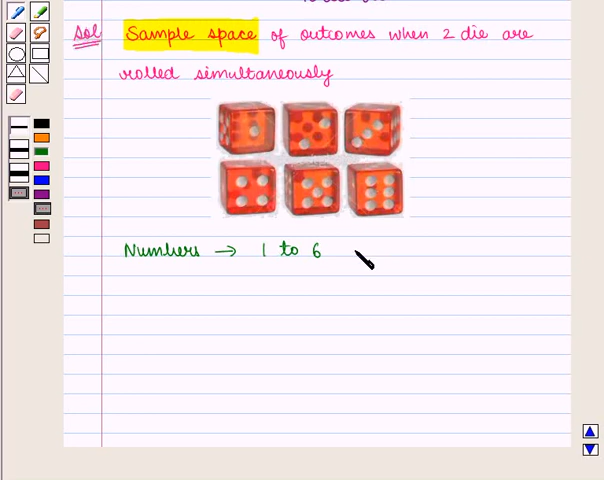 Sol Sample space of outcomes when 2 die are
rolled simultaneously
Numbers → 1 to 6